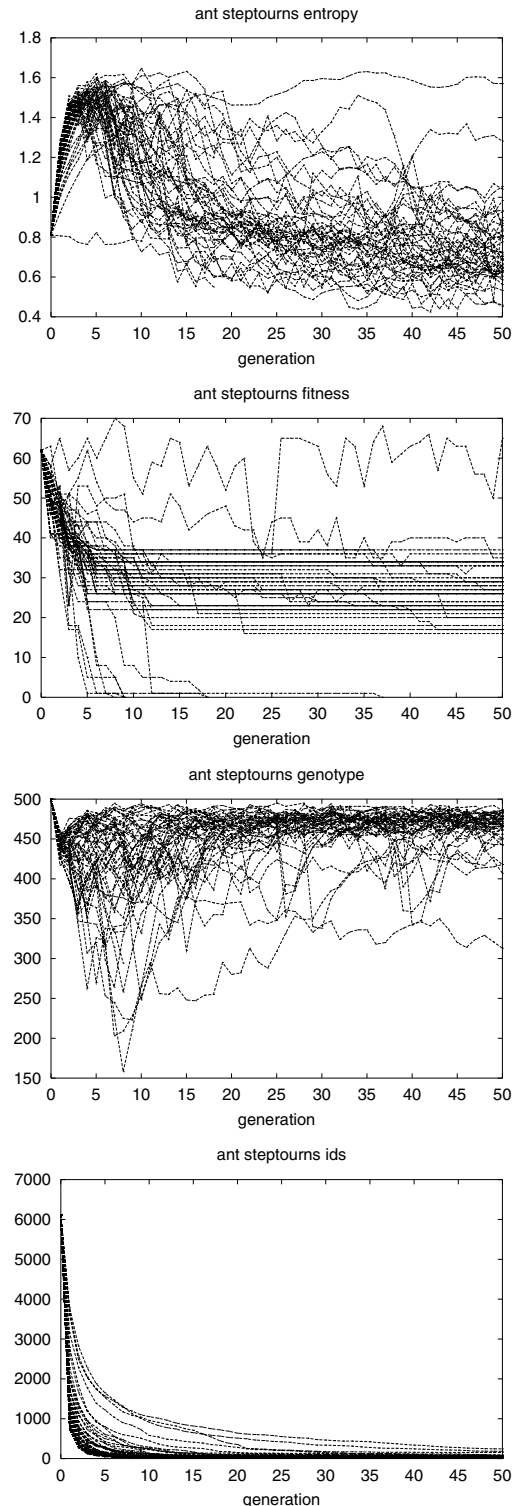 ant steptourns entropy
1.8
1.6
1.4
1.2
1
0.8
0.6
0.4
0 5 10 15 20 25 30 35 40 45 50
generation
ant steptourns fitness
70
60
50
40
30
20
10
0
0 5 10 15 20 25 30 35 40 45 50
generation
ant steptourns genotype
500
450
400
350
300
250
200
150
0 5 10 15 20 25 30 35 40 45 50
generation
ant steptourns ids
7000
6000
5000
4000
3000
2000
1000
0
0 5 10 15 20 25 30 35 40 45 50
generation